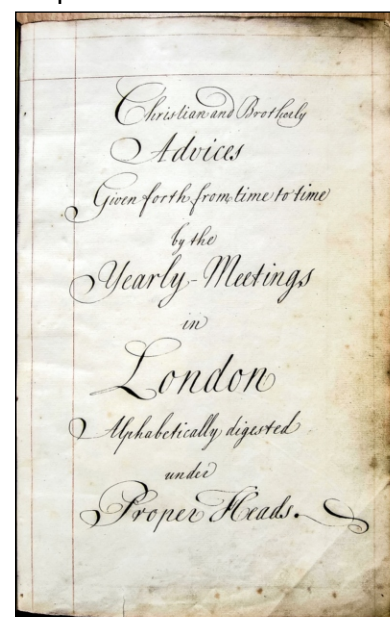 Christian and Brotherly
Advices
Given forth from time to time
by the
Yearly-Meetings
in
London
Alphabetically digested
under
Proper Heads.